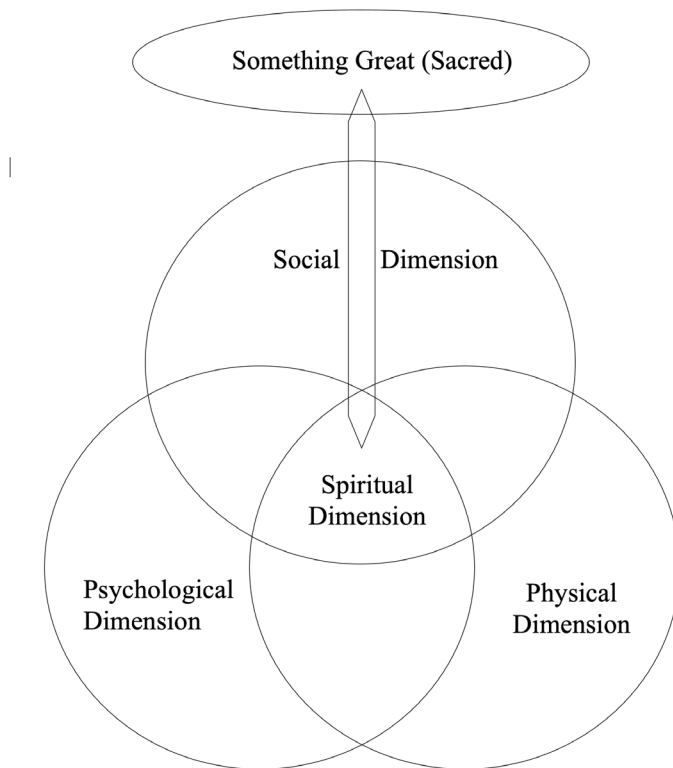 Something Great (Sacred)
Social Dimension
Spiritual
Dimension
Psychological
Dimension
Physical
Dimension